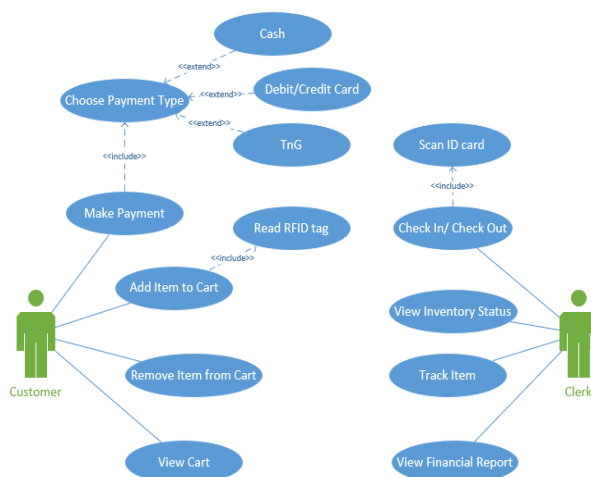 Cash
<<extend>>
Debit/Credit Card
Choose Payment Type
<<extend>>
<<extend>>
TnG
Scan ID card
<<include>>
<<include>>
Make Payment
Read RFID tag
Check In/ Check Out
<<include>>
Add Item to Cart
View Inventory Status
Remove Item from Cart
Track Item
Customer
Clerk
View Cart
View Financial Report